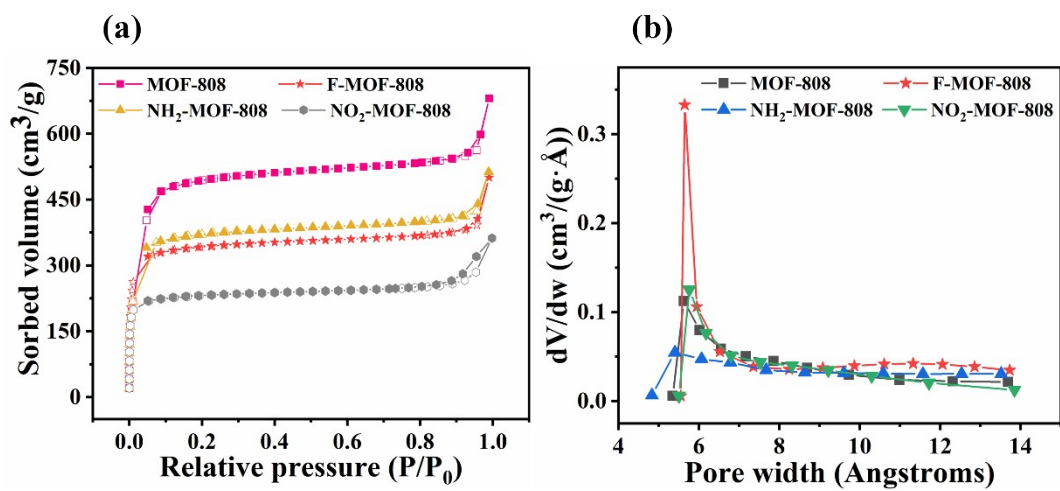 (a)
MOF-808
F-MOF-808
NH₂-MOF-808
NO₂-MOF-808
Sorbed volume (cm³/g)
750
600
450
300
150
0
0.0 0.2 0.4 0.6 0.8 1.0
Relative pressure (P/P₀)
(b)
MOF-808
F-MOF-808
NH₂-MOF-808
NO₂-MOF-808
dV/dw (cm³/(g·Å)
0.3
0.2
0.1
0.0
4 6 8 10 12 14
Pore width (Angstroms)